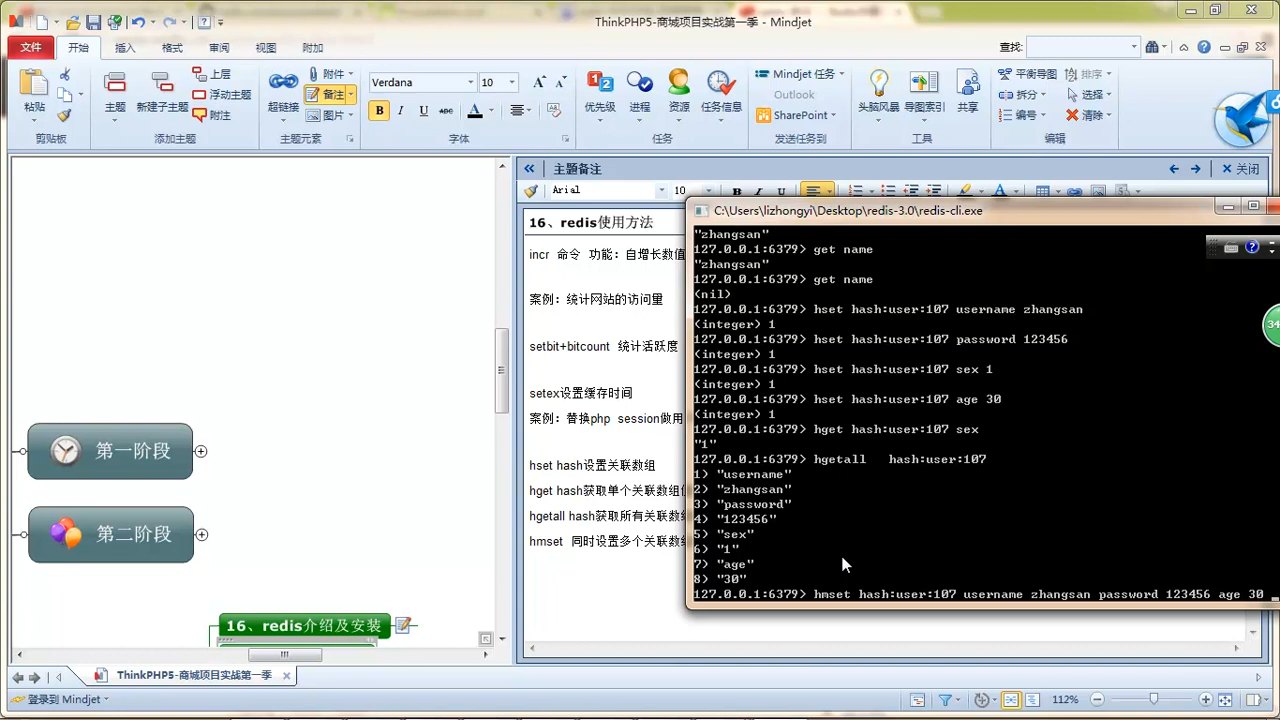 ThinkPHP5-商城项目实战第一季 - Mindjet
文件 开始 插入 格式 审阅 视图 附加
查找:
粘贴
剪贴板
主题 新建子主题 上层
浮动主题
附注
添加主题
超链接 附件
备注
图片
主题元素
Verdana 10
B I U abc A
字体
优先级 进程 资源 任务信息
任务
Mindjet 任务
Outlook
SharePoint
发送任务到
头脑风暴 导图索引 共享
工具
平衡导图 排序
拆分 选择
编号 清除
编辑
主题备注 关闭
Arial 10 B I U A
16、redis使用方法
incr 命令 功能：自增长数值
案例：统计网站的访问量
setbit+bitcount 统计活跃度
setex设置缓存时间
案例：替换php session做用
hset hash设置关联数组
hget hash获取单个关联数组
hgetall hash获取所有关联数
hmset 同时设置多个关联数组
C:\Users\lizhongyi\Desktop\redis-3.0\redis-cli.exe
"zhangsan"
127.0.0.1:6379> get name
"zhangsan"
127.0.0.1:6379> get name
(nil)
127.0.0.1:6379> hset hash:user:107 username zhangsan
(integer) 1
127.0.0.1:6379> hset hash:user:107 password 123456
(integer) 1
127.0.0.1:6379> hset hash:user:107 sex 1
(integer) 1
127.0.0.1:6379> hset hash:user:107 age 30
(integer) 1
127.0.0.1:6379> hget hash:user:107 sex
"1"
127.0.0.1:6379> hgetall   hash:user:107
1) "username"
2) "zhangsan"
3) "password"
4) "123456"
5) "sex"
6) "1"
7) "age"
8) "30"
127.0.0.1:6379> hmset hash:user:107 username zhangsan password 123456 age 30
34
第一阶段
第二阶段
16、redis介绍及安装
ThinkPHP5-商城项目实战第一季
登录到 Mindjet
112%